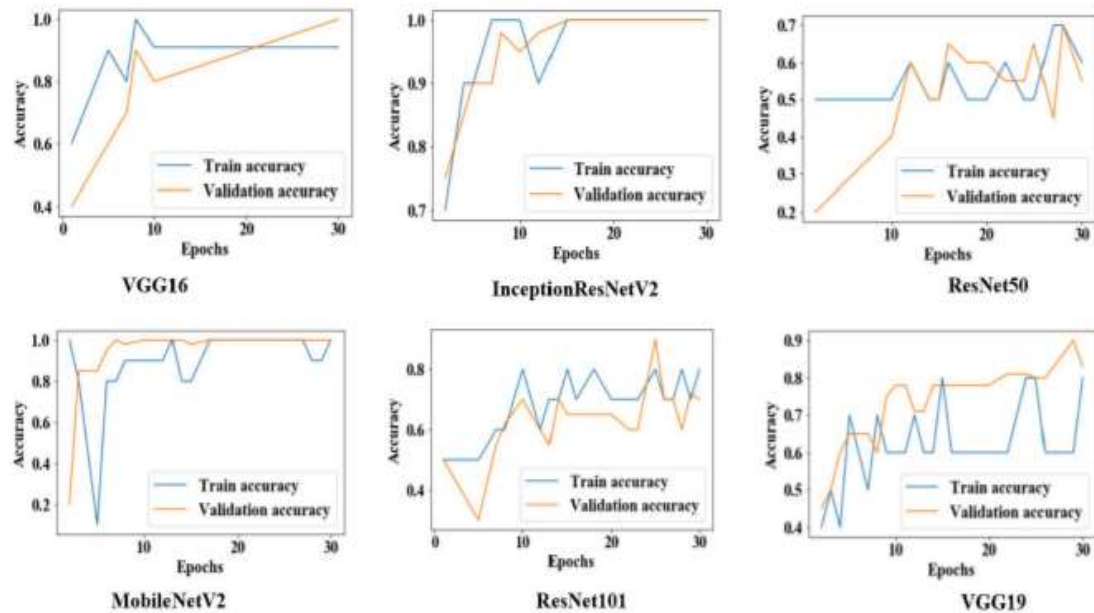 1.0
0.8
0.6
0.4
Accuracy
Train accuracy
Validation accuracy
0
10
20
30
Epochs
VGG16
1.0
0.9
0.8
0.7
Accuracy
Train accuracy
Validation accuracy
10
20
30
Epochs
InceptionResNetV2
0.7
0.6
0.5
0.4
0.3
0.2
Accuracy
Train accuracy
Validation accuracy
10
20
30
Epochs
ResNet50
1.0
0.8
0.6
0.4
0.2
Accuracy
Train accuracy
Validation accuracy
10
20
30
Epochs
MobileNetV2
0.8
0.6
0.4
Accuracy
Train accuracy
Validation accuracy
0
10
20
30
Epochs
ResNet101
0.9
0.8
0.7
0.6
0.5
0.4
Accuracy
Train accuracy
Validation accuracy
10
20
30
Epochs
VGG19